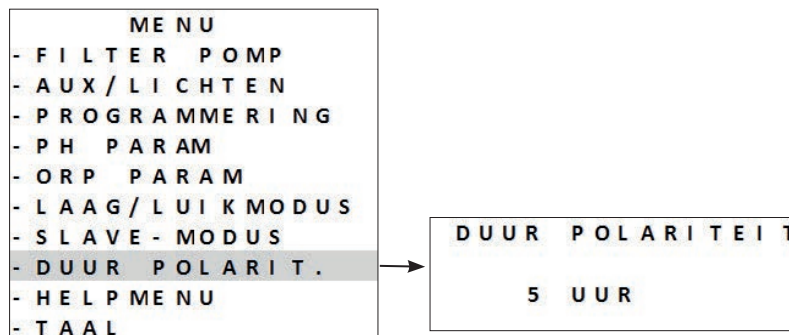 MENU
- FILTER POMP
- AUX/LICHTEN
- PROGRAMMERING
- PH PARAM
- ORP PARAM
- LAAG/LUIKMODUS
- SLAVE-MODUS
- DUUR POLARIT.
- HELPMENU
- TAAL
DUUR POLARITEIT
5 UUR